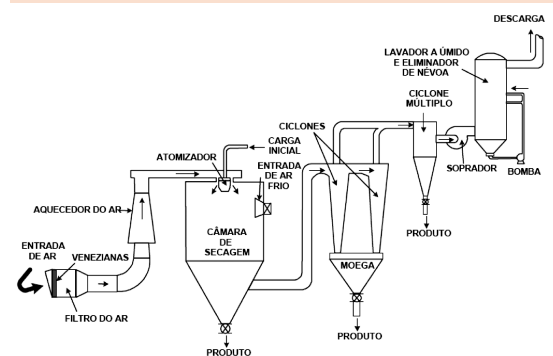 DESCARGA
LAVADOR A ÚMIDO
E ELIMINADOR
DE NÉVOA
CICLONE
MÚLTIPLO
CICLONES
CARGA
INICIAL
ATOMIZADOR
ENTRADA
DE AR
FRIO
SOPRADOR
BOMBA
AQUECEDOR DO AR
CÂMARA
DE
SECAGEM
PRODUTO
ENTRADA
DE AR
VENEZIANAS
MOEGA
FILTRO DO AR
PRODUTO
PRODUTO